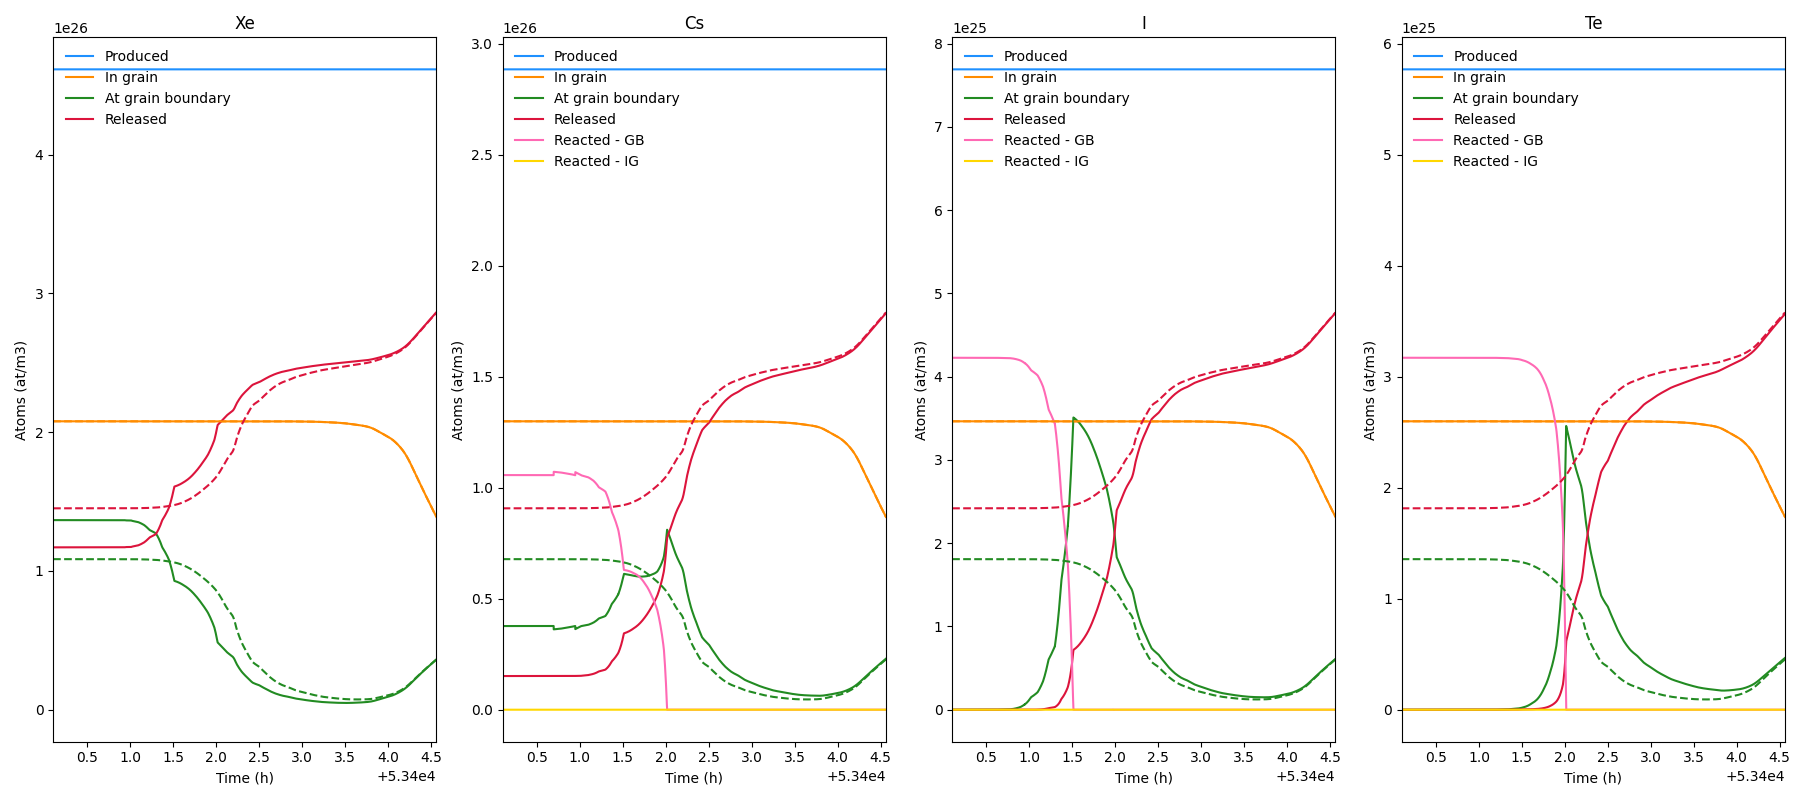 Xe
1e26
Produced
In grain
At grain boundary
Released
4
3
2
1
0
Atoms (at/m3)
0.5 1.0 1.5 2.0 2.5 3.0 3.5 4.0 4.5
Time (h)
+5.34e4
Cs
1e26
Produced
In grain
At grain boundary
Released
Reacted - GB
Reacted - IG
3.0
2.5
2.0
1.5
1.0
0.5
0.0
Atoms (at/m3)
0.5 1.0 1.5 2.0 2.5 3.0 3.5 4.0 4.5
Time (h)
+5.34e4
I
1e25
Produced
In grain
At grain boundary
Released
Reacted - GB
Reacted - IG
8
7
6
5
4
3
2
1
0
Atoms (at/m3)
0.5 1.0 1.5 2.0 2.5 3.0 3.5 4.0 4.5
Time (h)
+5.34e4
Te
1e25
Produced
In grain
At grain boundary
Released
Reacted - GB
Reacted - IG
6
5
4
3
2
1
0
Atoms (at/m3)
0.5 1.0 1.5 2.0 2.5 3.0 3.5 4.0 4.5
Time (h)
+5.34e4